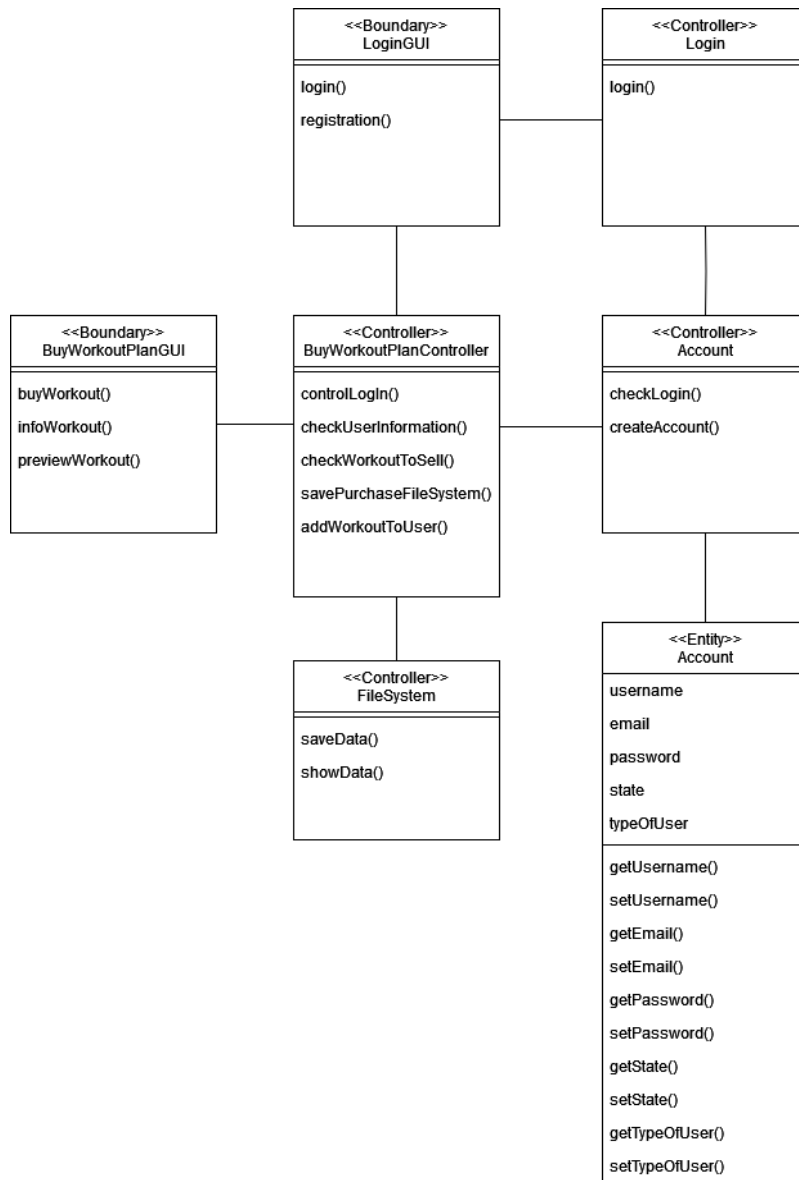 <<Boundary>>
LoginGUI
login()
registration()
<<Controller>>
Login
login()
<<Boundary>>
BuyWorkoutPlanGUI
buyWorkout()
infoWorkout()
previewWorkout()
<<Controller>>
BuyWorkoutPlanController
controlLogIn()
checkUserInformation()
checkWorkoutToSell()
savePurchaseFileSystem()
addWorkoutToUser()
<<Controller>>
Account
checkLogin()
createAccount()
<<Controller>>
FileSystem
saveData()
showData()
<<Entity>>
Account
username
email
password
state
typeOfUser
getUsername()
setUsername()
getEmail()
setEmail()
getPassword()
setPassword()
getState()
setState()
getTypeOfUser()
setTypeOfUser()